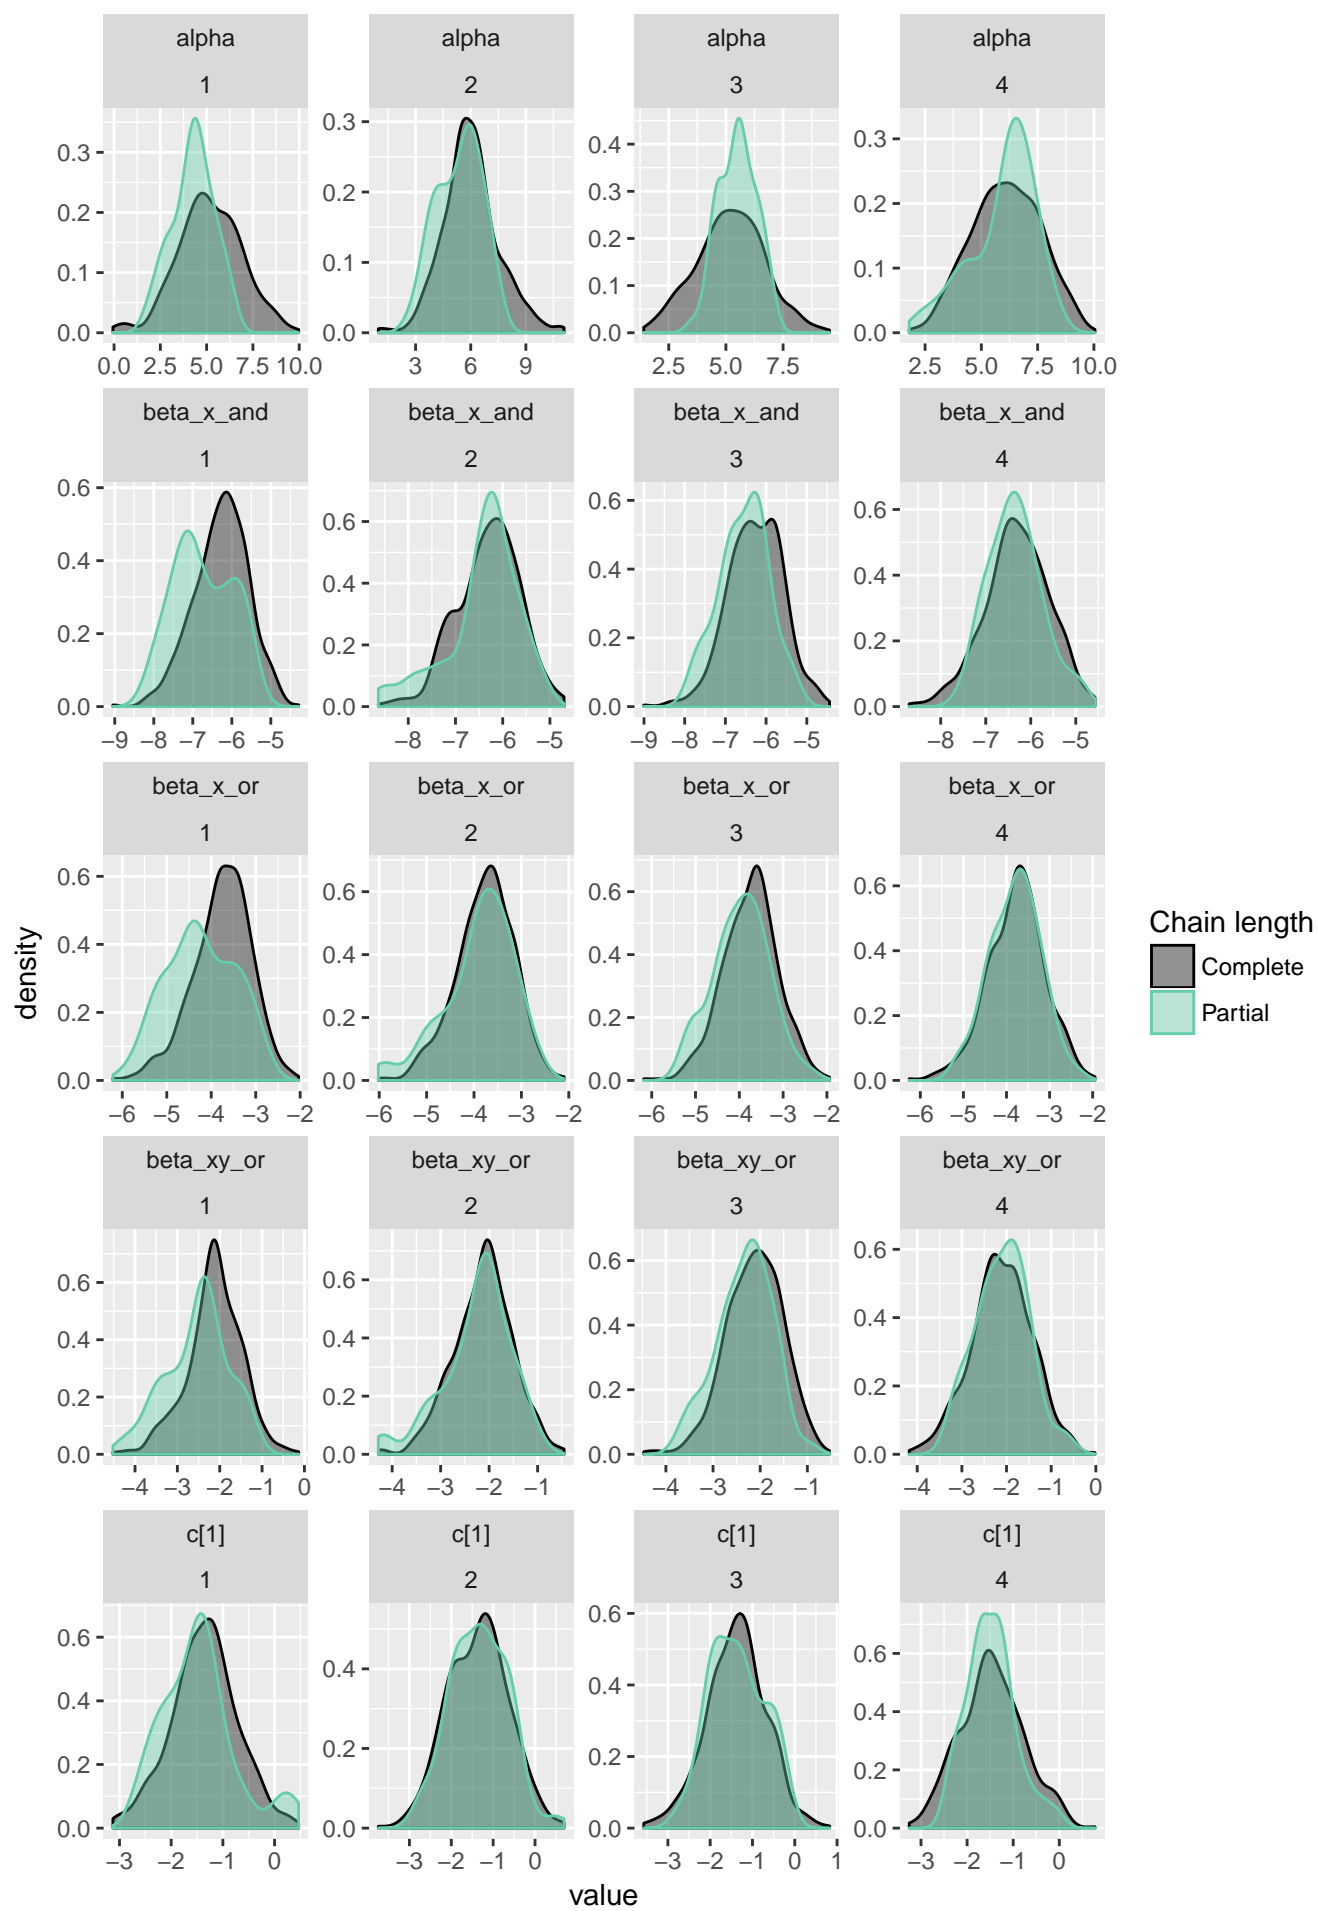 alpha alpha alpha alpha
1 2 3 4
0.3
0.2
0.1
0.0
0.0 2.5 5.0 7.5 10.0
0.3
0.2
0.1
0.0
3 6 9
0.4
0.3
0.2
0.1
0.0
2.5 5.0 7.5
0.3
0.2
0.1
0.0
2.5 5.0 7.5 10.0
beta_x_and beta_x_and beta_x_and beta_x_and
1 2 3 4
0.6
0.4
0.2
0.0
−9 −8 −7 −6 −5
0.6
0.4
0.2
0.0
−8 −7 −6 −5
0.6
0.4
0.2
0.0
−9 −8 −7 −6 −5
0.6
0.4
0.2
0.0
−8 −7 −6 −5
beta_x_or beta_x_or beta_x_or beta_x_or
1 2 3 4
0.6
0.4
0.2
0.0
−6 −5 −4 −3 −2
0.6
0.4
0.2
0.0
−6 −5 −4 −3 −2
0.6
0.4
0.2
0.0
−6 −5 −4 −3 −2
0.6
0.4
0.2
0.0
−6 −5 −4 −3 −2
beta_xy_or beta_xy_or beta_xy_or beta_xy_or
1 2 3 4
0.6
0.4
0.2
0.0
−4 −3 −2 −1 0
0.6
0.4
0.2
0.0
−4 −3 −2 −1
0.6
0.4
0.2
0.0
−4 −3 −2 −1
0.6
0.4
0.2
0.0
−4 −3 −2 −1 0
c[1] c[1] c[1] c[1]
1 2 3 4
0.6
0.4
0.2
0.0
−3 −2 −1 0
0.4
0.2
0.0
−3 −2 −1 0
0.6
0.4
0.2
0.0
−3 −2 −1 0 1
0.6
0.4
0.2
0.0
−3 −2 −1 0
density
value
Chain length
Complete
Partial